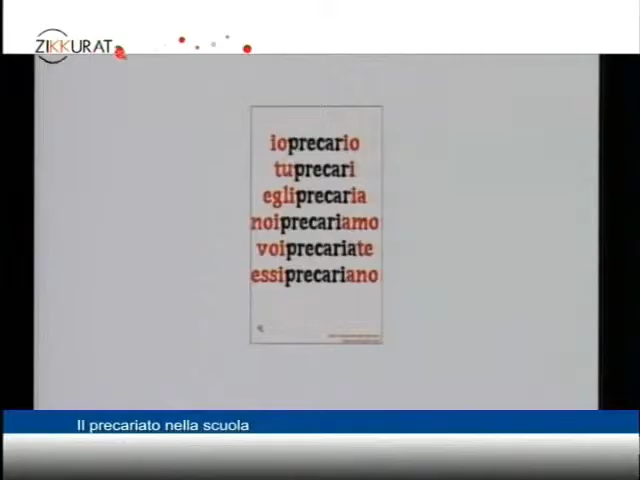 ZIKKURAT
ioprecario
tuprecari
egliprecaria
noiprecariamo
voiprecariate
essiprecariano
Il precariato nella scuola